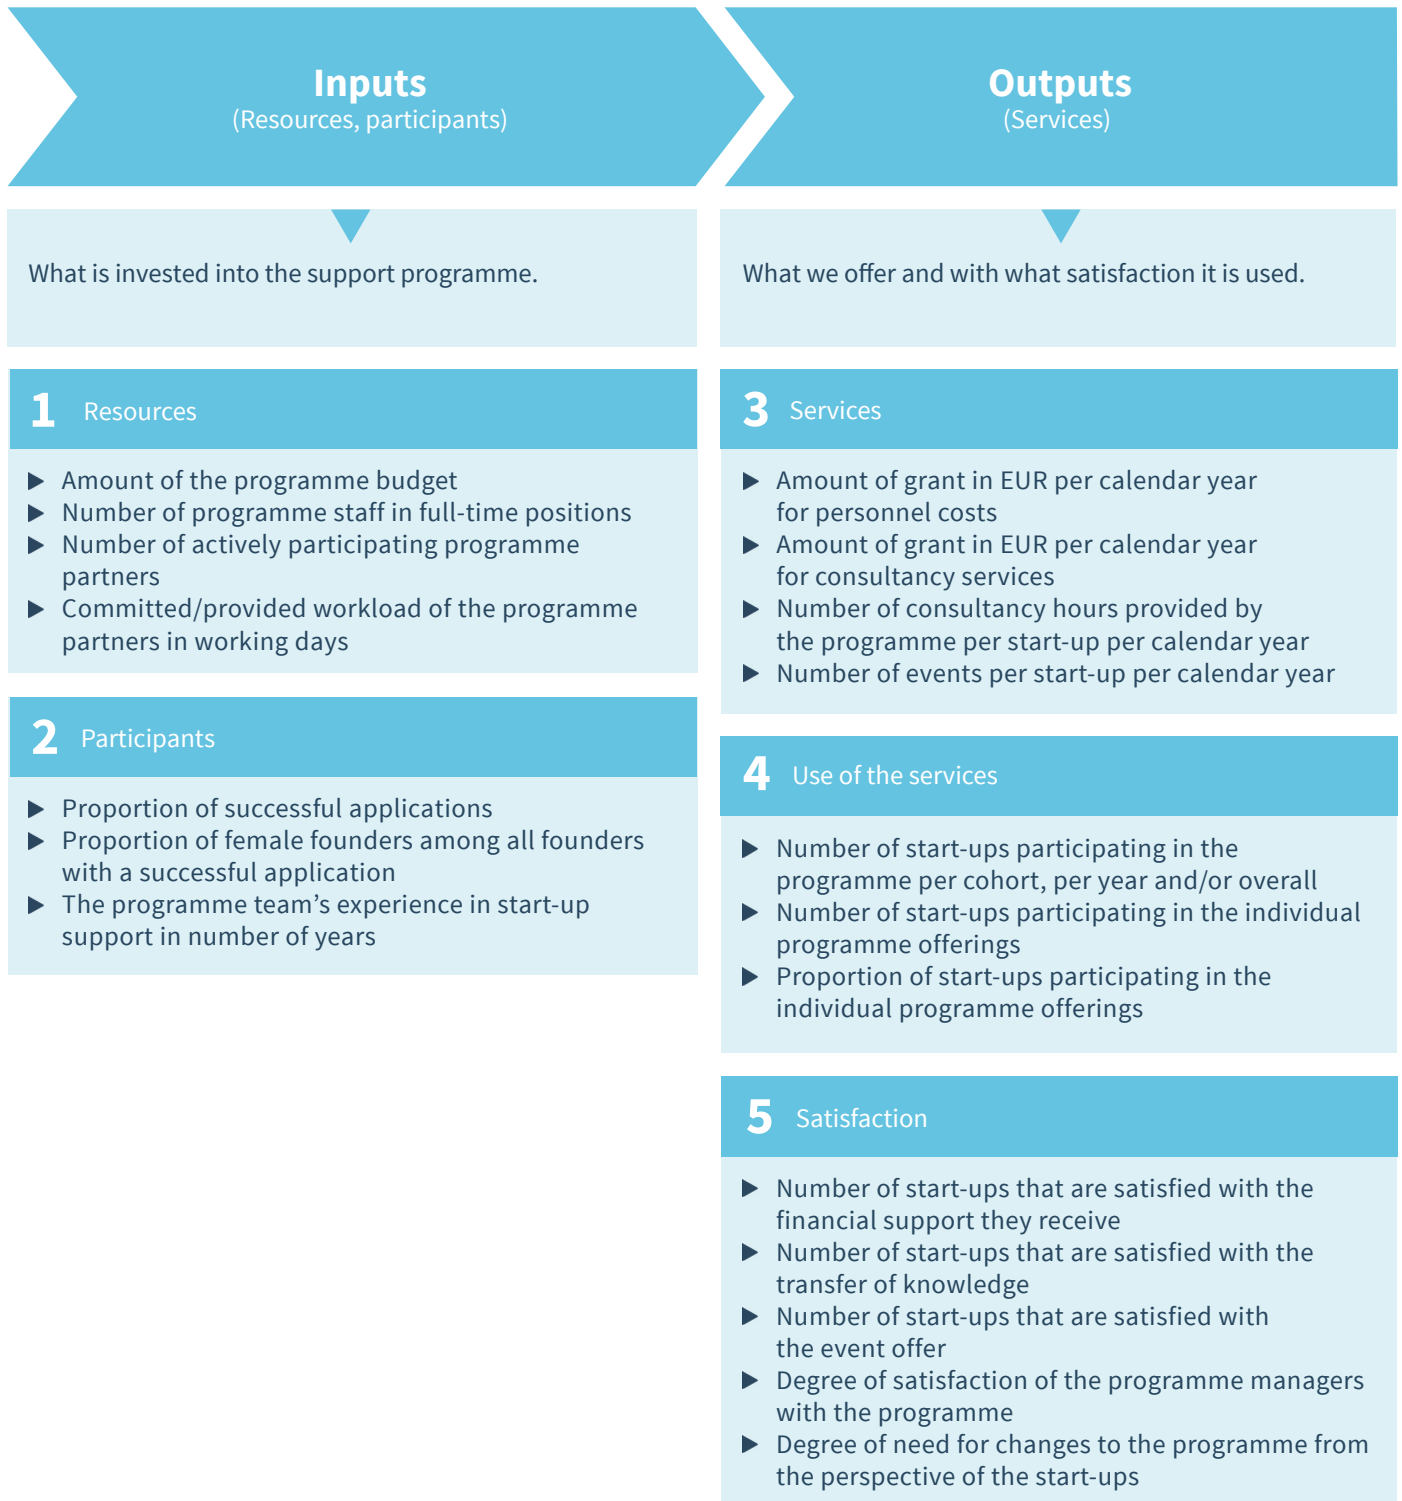 Inputs
(Resources, participants)
What is invested into the support programme.
1 Resources
▶ Amount of the programme budget
▶ Number of programme staff in full-time positions
▶ Number of actively participating programme
partners
▶ Committed/provided workload of the programme
partners in working days
2 Participants
▶ Proportion of successful applications
▶ Proportion of female founders among all founders
with a successful application
▶ The programme team’s experience in start-up
support in number of years
Outputs
(Services)
What we offer and with what satisfaction it is used.
3 Services
▶ Amount of grant in EUR per calendar year
for personnel costs
▶ Amount of grant in EUR per calendar year
for consultancy services
▶ Number of consultancy hours provided by
the programme per start-up per calendar year
▶ Number of events per start-up per calendar year
4 Use of the services
▶ Number of start-ups participating in the
programme per cohort, per year and/or overall
▶ Number of start-ups participating in the individual
programme offerings
▶ Proportion of start-ups participating in the
individual programme offerings
5 Satisfaction
▶ Number of start-ups that are satisfied with the
financial support they receive
▶ Number of start-ups that are satisfied with the
transfer of knowledge
▶ Number of start-ups that are satisfied with
the event offer
▶ Degree of satisfaction of the programme managers
with the programme
▶ Degree of need for changes to the programme from
the perspective of the start-ups